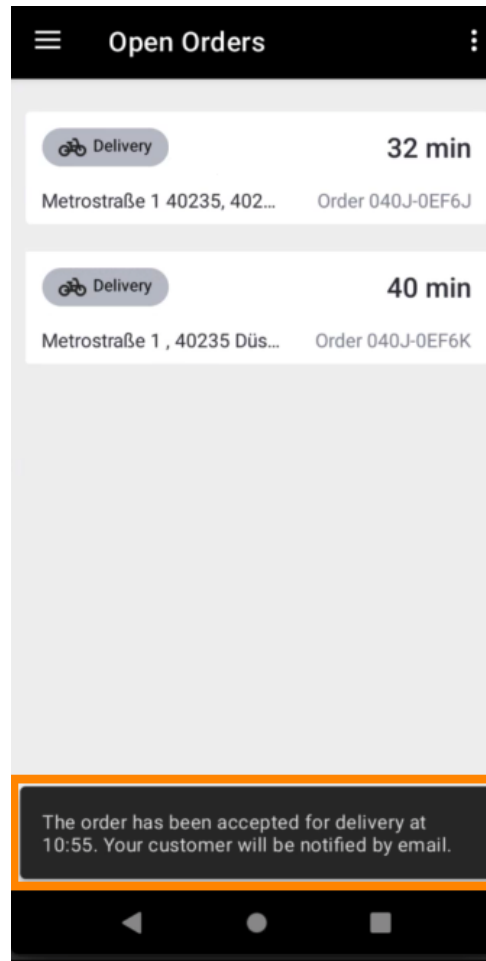 Open Orders
Delivery
32 min
Metrostraße 1 40235, 402...
Order 040J-0EF6J
Delivery
40 min
Metrostraße 1 , 40235 Düs...
Order 040J-0EF6K
The order has been accepted for delivery at
10:55. Your customer will be notified by email.